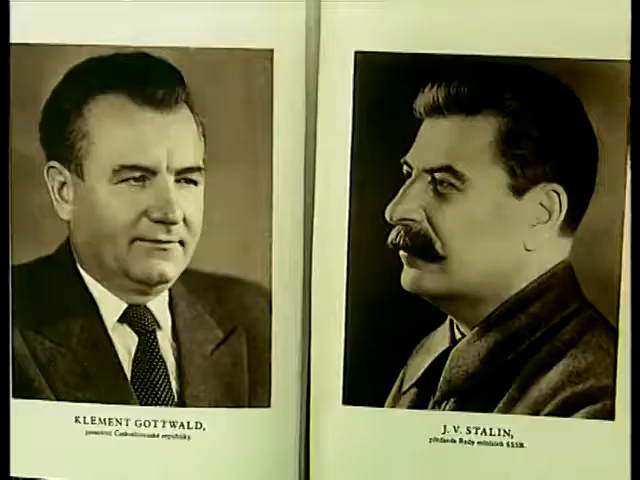 KLEMENT GOTTWALD,
president Československé republiky.
J. V. STALIN,
předseda Rady ministrů SSSR.